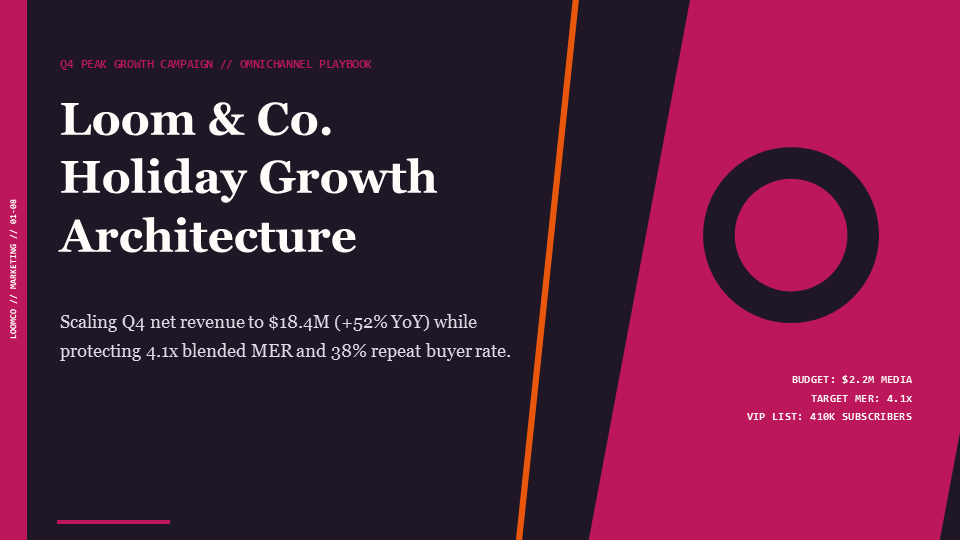 Q4 PEAK GROWTH CAMPAIGN // OMNICHANNEL PLAYBOOK
Loom & Co.
Holiday Growth
Architecture
Scaling Q4 net revenue to $18.4M (+52% YoY) while
protecting 4.1x blended MER and 38% repeat buyer rate.
BUDGET: $2.2M MEDIA
TARGET MER: 4.1x
VIP LIST: 410K SUBSCRIBERS
LOOMCO // MARKETING // 01-08